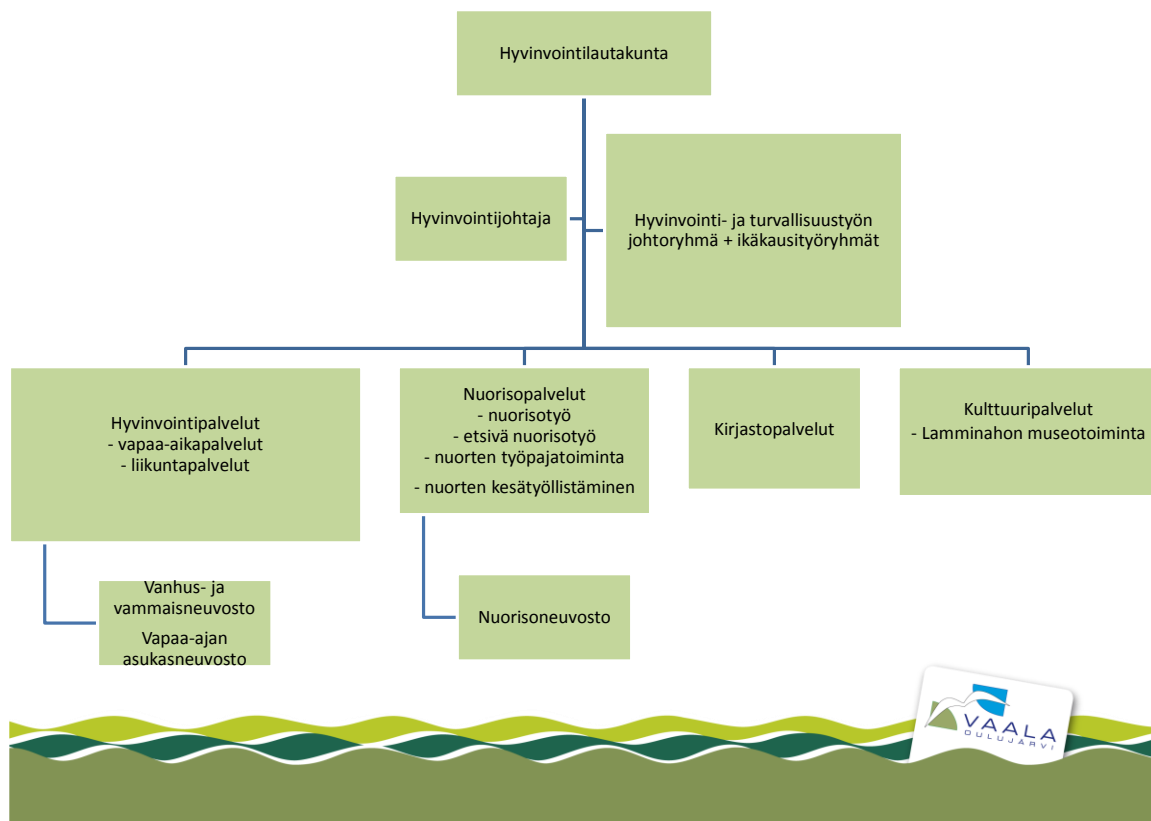 Hyvinvointilautakunta
Hyvinvointijohtaja
Hyvinvointi- ja turvallisuustyön
johtoryhmä + ikäkausityöryhmät
Hyvinvointipalvelut
- vapaa-aikapalvelut
- liikuntapalvelut
Nuorisopalvelut
- nuorisotyö
- etsivä nuorisotyö
- nuorten työpajatoiminta
- nuorten kesätyöllistäminen
Kirjastopalvelut
Kulttuuripalvelut
- Lamminahon museotoiminta
Vanhus- ja
vammaisneuvosto
Vapaa-ajan
asukasneuvosto
Nuorisoneuvosto
VAALA
OULUJÄRVI